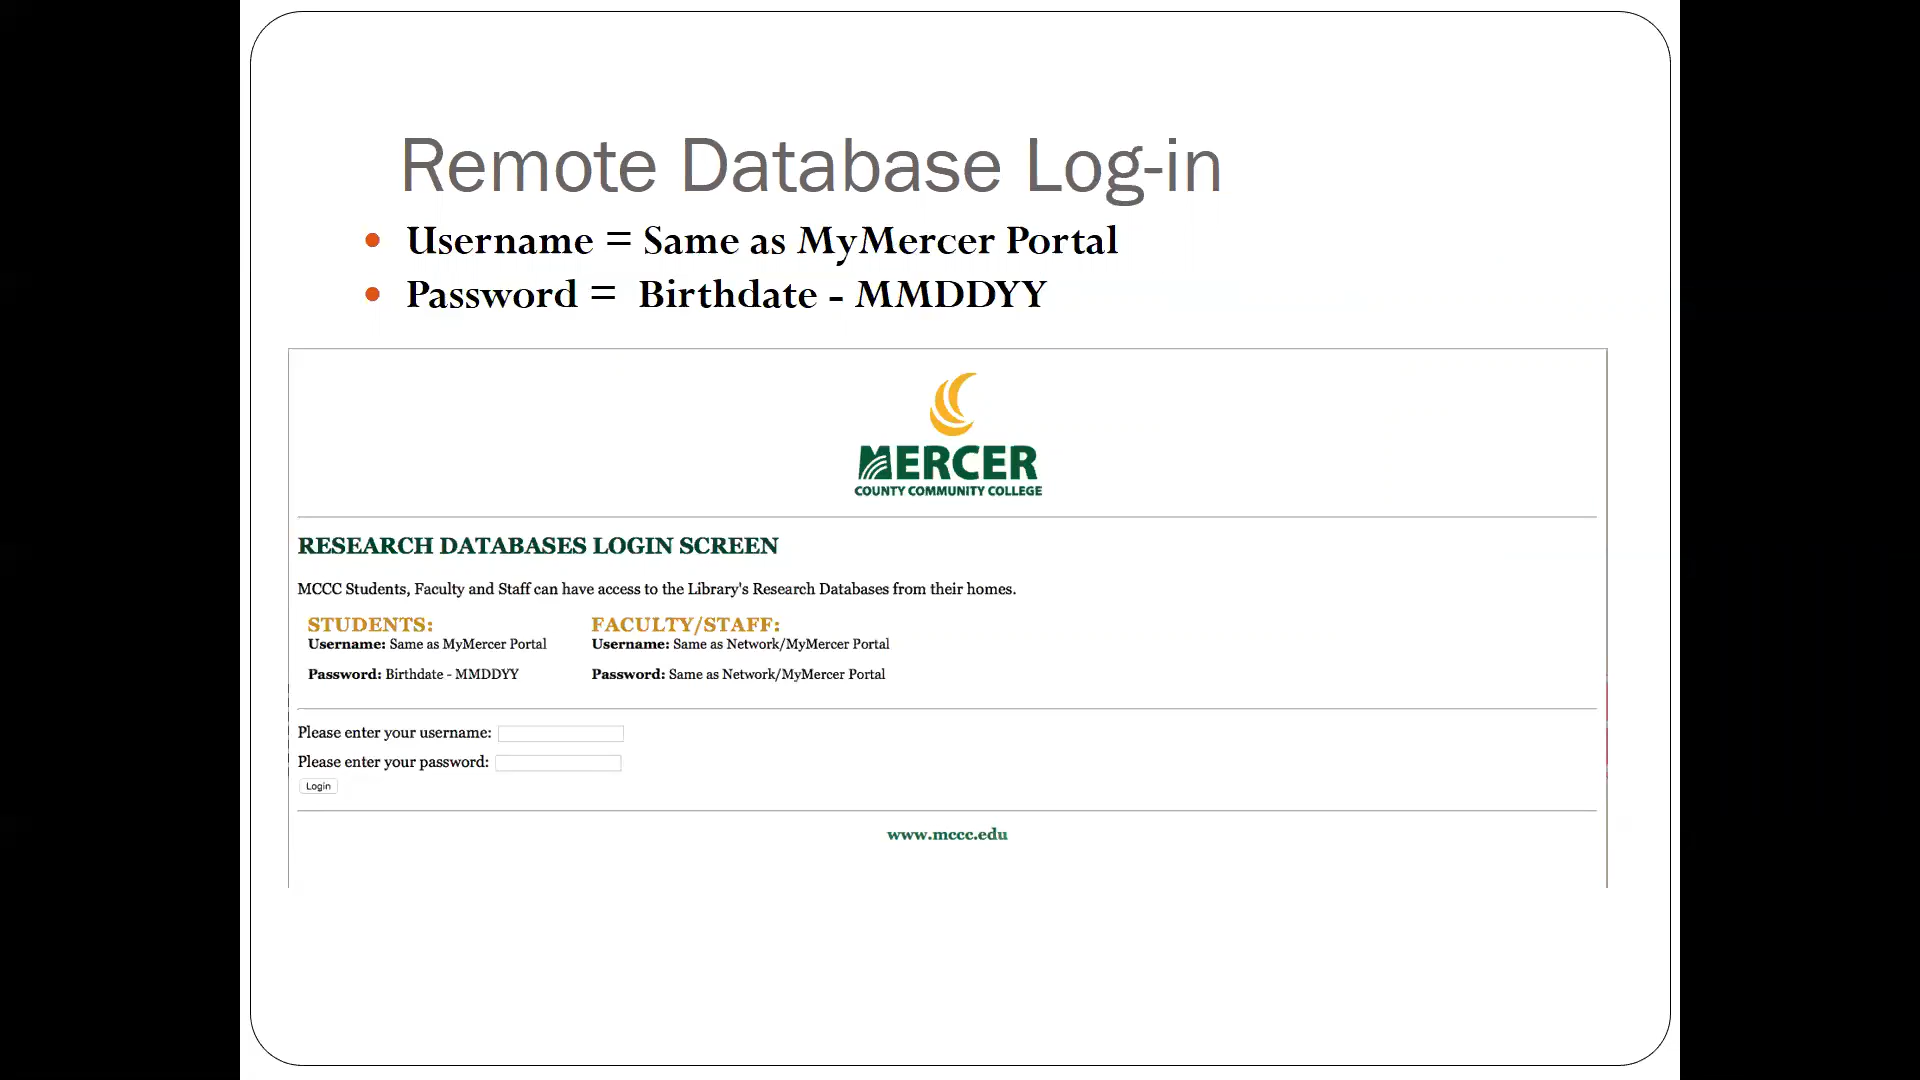 Remote Database Log-in
Username = Same as MyMercer Portal
Password = Birthdate - MMDDYY
MERCER
COUNTY COMMUNITY COLLEGE
RESEARCH DATABASES LOGIN SCREEN
MCCC Students, Faculty and Staff can have access to the Library's Research Databases from their homes.
STUDENTS:
Username: Same as MyMercer Portal
Password: Birthdate - MMDDYY
FACULTY/STAFF:
Username: Same as Network/MyMercer Portal
Password: Same as Network/MyMercer Portal
Please enter your username:
Please enter your password:
Login
www.mccc.edu